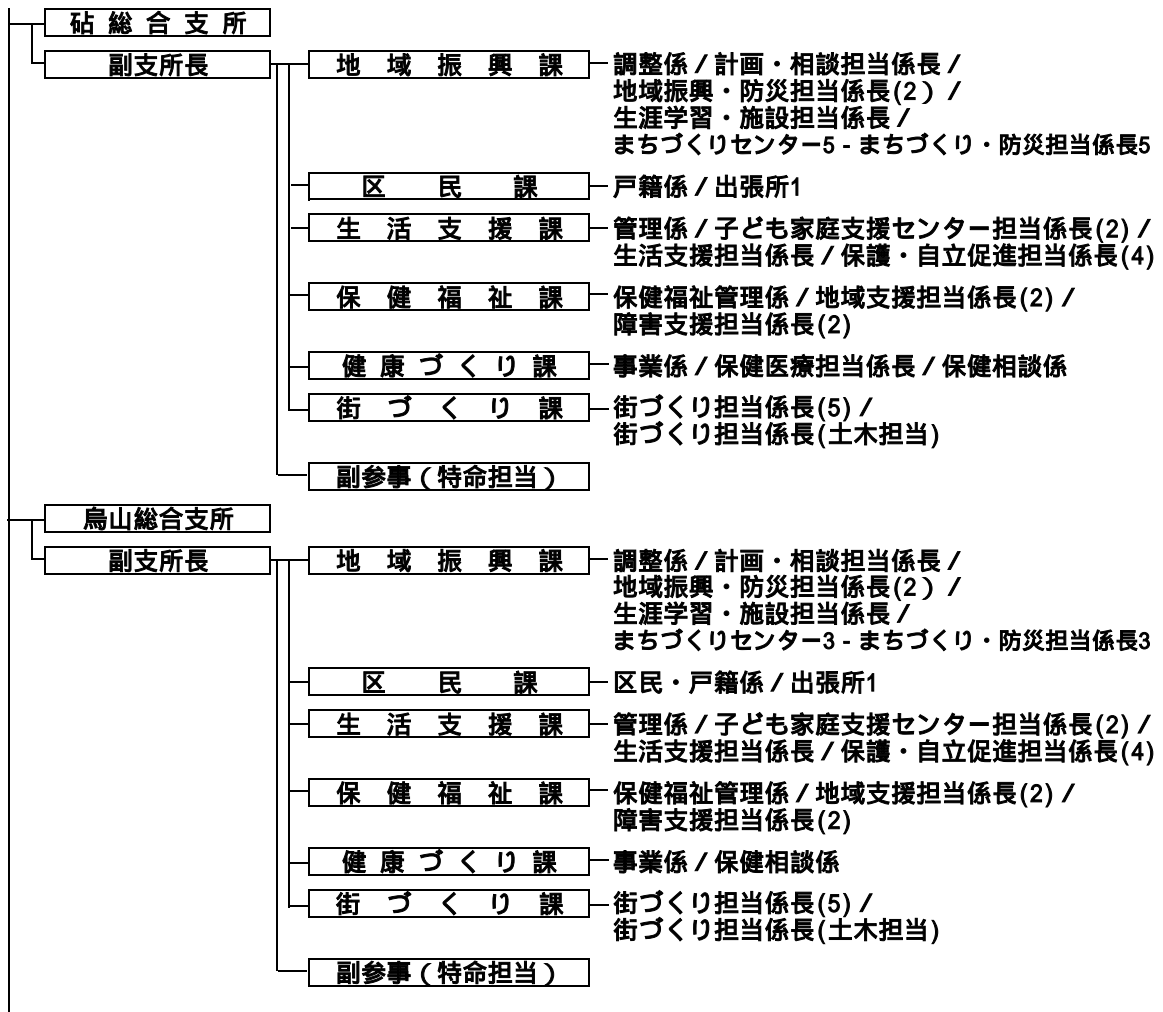 砧総合支所
副支所長
地域振興課
調整係 / 計画・相談担当係長 /
地域振興・防災担当係長(2) /
生涯学習・施設担当係長 /
まちづくりセンター5 - まちづくり・防災担当係長5
区民課
戸籍係 / 出張所1
生活支援課
管理係 / 子ども家庭支援センター担当係長(2) /
生活支援担当係長 / 保護・自立促進担当係長(4)
保健福祉課
保健福祉管理係 / 地域支援担当係長(2) /
障害支援担当係長(2)
健康づくり課
事業係 / 保健医療担当係長 / 保健相談係
街づくり課
街づくり担当係長(5) /
街づくり担当係長(土木担当)
副参事(特命担当)
烏山総合支所
副支所長
地域振興課
調整係 / 計画・相談担当係長 /
地域振興・防災担当係長(2) /
生涯学習・施設担当係長 /
まちづくりセンター3 - まちづくり・防災担当係長3
区民課
区民・戸籍係 / 出張所1
生活支援課
管理係 / 子ども家庭支援センター担当係長(2) /
生活支援担当係長 / 保護・自立促進担当係長(4)
保健福祉課
保健福祉管理係 / 地域支援担当係長(2) /
障害支援担当係長(2)
健康づくり課
事業係 / 保健相談係
街づくり課
街づくり担当係長(5) /
街づくり担当係長(土木担当)
副参事(特命担当)